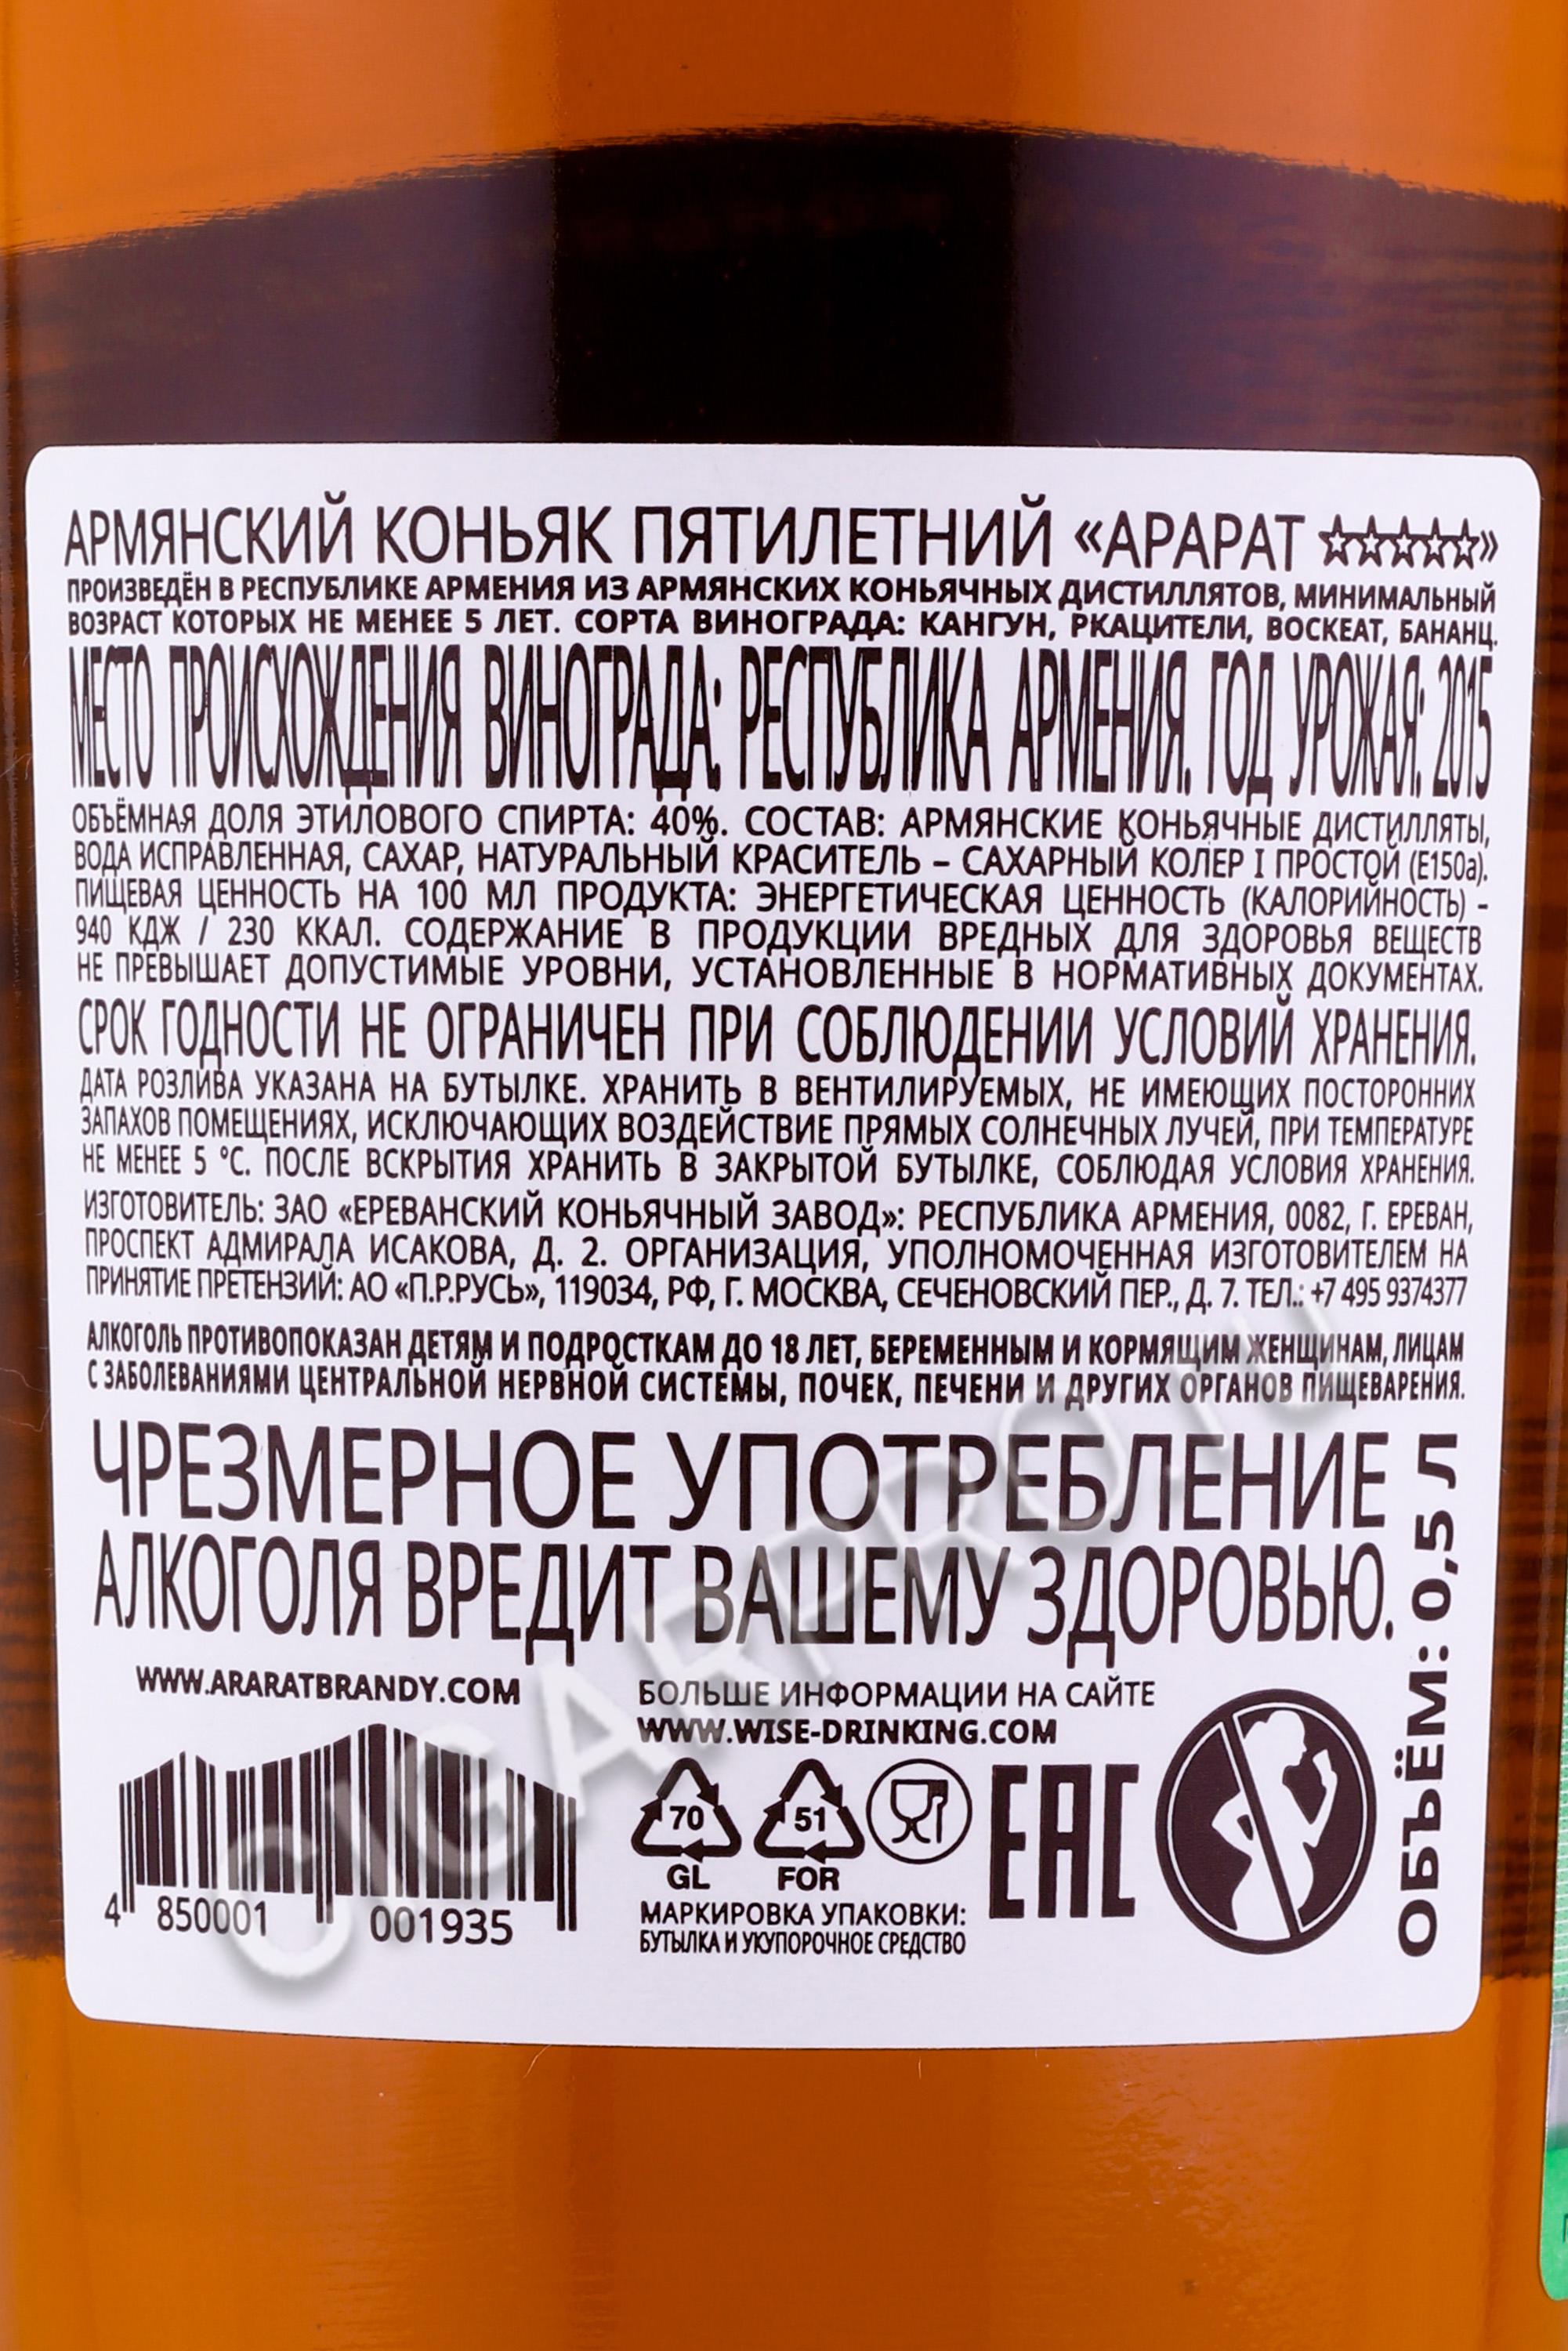 АРМЯНСКИЙ КОНЬЯК ПЯТИЛЕТНИЙ «АРАРАТ ☆☆☆☆☆»
ПРОИЗВЕДЁН В РЕСПУБЛИКЕ АРМЕНИЯ ИЗ АРМЯНСКИХ КОНЬЯЧНЫХ ДИСТИЛЛЯТОВ, МИНИМАЛЬНЫЙ
ВОЗРАСТ КОТОРЫХ НЕ МЕНЕЕ 5 ЛЕТ. СОРТА ВИНОГРАДА: КАНГУН, РКАЦИТЕЛИ, ВОСКЕАТ, БАНАНЦ.
МЕСТО ПРОИСХОЖДЕНИЯ ВИНОГРАДА: РЕСПУБЛИКА АРМЕНИЯ. ГОД УРОЖАЯ: 2015
ОБЪЁМНАЯ ДОЛЯ ЭТИЛОВОГО СПИРТА: 40%. СОСТАВ: АРМЯНСКИЕ КОНЬЯЧНЫЕ ДИСТИЛЛЯТЫ,
ВОДА ИСПРАВЛЕННАЯ, САХАР, НАТУРАЛЬНЫЙ КРАСИТЕЛЬ – САХАРНЫЙ КОЛЕР I ПРОСТОЙ (Е150а).
ПИЩЕВАЯ ЦЕННОСТЬ НА 100 МЛ ПРОДУКТА: ЭНЕРГЕТИЧЕСКАЯ ЦЕННОСТЬ (КАЛОРИЙНОСТЬ) -
940 КДЖ / 230 ККАЛ. СОДЕРЖАНИЕ В ПРОДУКЦИИ ВРЕДНЫХ ДЛЯ ЗДОРОВЬЯ ВЕЩЕСТВ
НЕ ПРЕВЫШАЕТ ДОПУСТИМЫЕ УРОВНИ, УСТАНОВЛЕННЫЕ В НОРМАТИВНЫХ ДОКУМЕНТАХ.
СРОК ГОДНОСТИ НЕ ОГРАНИЧЕН ПРИ СОБЛЮДЕНИИ УСЛОВИЙ ХРАНЕНИЯ.
ДАТА РОЗЛИВА УКАЗАНА НА БУТЫЛКЕ. ХРАНИТЬ В ВЕНТИЛИРУЕМЫХ, НЕ ИМЕЮЩИХ ПОСТОРОННИХ
ЗАПАХОВ ПОМЕЩЕНИЯХ, ИСКЛЮЧАЮЩИХ ВОЗДЕЙСТВИЕ ПРЯМЫХ СОЛНЕЧНЫХ ЛУЧЕЙ, ПРИ ТЕМПЕРАТУРЕ
НЕ МЕНЕЕ 5 °С. ПОСЛЕ ВСКРЫТИЯ ХРАНИТЬ В ЗАКРЫТОЙ БУТЫЛКЕ, СОБЛЮДАЯ УСЛОВИЯ ХРАНЕНИЯ.
ИЗГОТОВИТЕЛЬ: ЗАО «ЕРЕВАНСКИЙ КОНЬЯЧНЫЙ ЗАВОД»: РЕСПУБЛИКА АРМЕНИЯ, 0082, Г. ЕРЕВАН,
ПРОСПЕКТ АДМИРАЛА ИСАКОВА, Д. 2. ОРГАНИЗАЦИЯ, УПОЛНОМОЧЕННАЯ ИЗГОТОВИТЕЛЕМ НА
ПРИНЯТИЕ ПРЕТЕНЗИЙ: АО «П.Р.РУСЬ», 119034, РФ, Г. МОСКВА, СЕЧЕНОВСКИЙ ПЕР., Д. 7. ТЕЛ.: +7 495 9374377
АЛКОГОЛЬ ПРОТИВОПОКАЗАН ДЕТЯМ И ПОДРОСТКАМ ДО 18 ЛЕТ, БЕРЕМЕННЫМ И КОРМЯЩИМ ЖЕНЩИНАМ, ЛИЦАМ
С ЗАБОЛЕВАНИЯМИ ЦЕНТРАЛЬНОЙ НЕРВНОЙ СИСТЕМЫ, ПОЧЕК, ПЕЧЕНИ И ДРУГИХ ОРГАНОВ ПИЩЕВАРЕНИЯ.
ЧРЕЗМЕРНОЕ УПОТРЕБЛЕНИЕ
АЛКОГОЛЯ ВРЕДИТ ВАШЕМУ ЗДОРОВЬЮ.
ОБЪЁМ: 0,5 Л
WWW.ARARATBRANDY.COM
БОЛЬШЕ ИНФОРМАЦИИ НА САЙТЕ
WWW.WISE-DRINKING.COM
70
GL
51
FOR
EAC
МАРКИРОВКА УПАКОВКИ:
БУТЫЛКА И УКУПОРОЧНОЕ СРЕДСТВО
4 850001 001935
CIGARPRO.ru